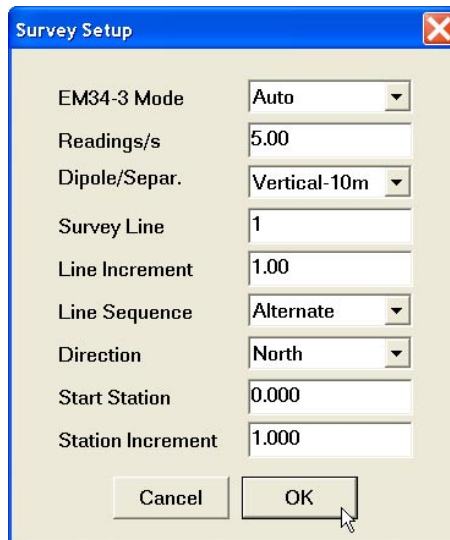 Survey Setup
EM34-3 Mode Auto
Readings/s 5.00
Dipole/Separ. Vertical-10m
Survey Line 1
Line Increment 1.00
Line Sequence Alternate
Direction North
Start Station 0.000
Station Increment 1.000
Cancel OK